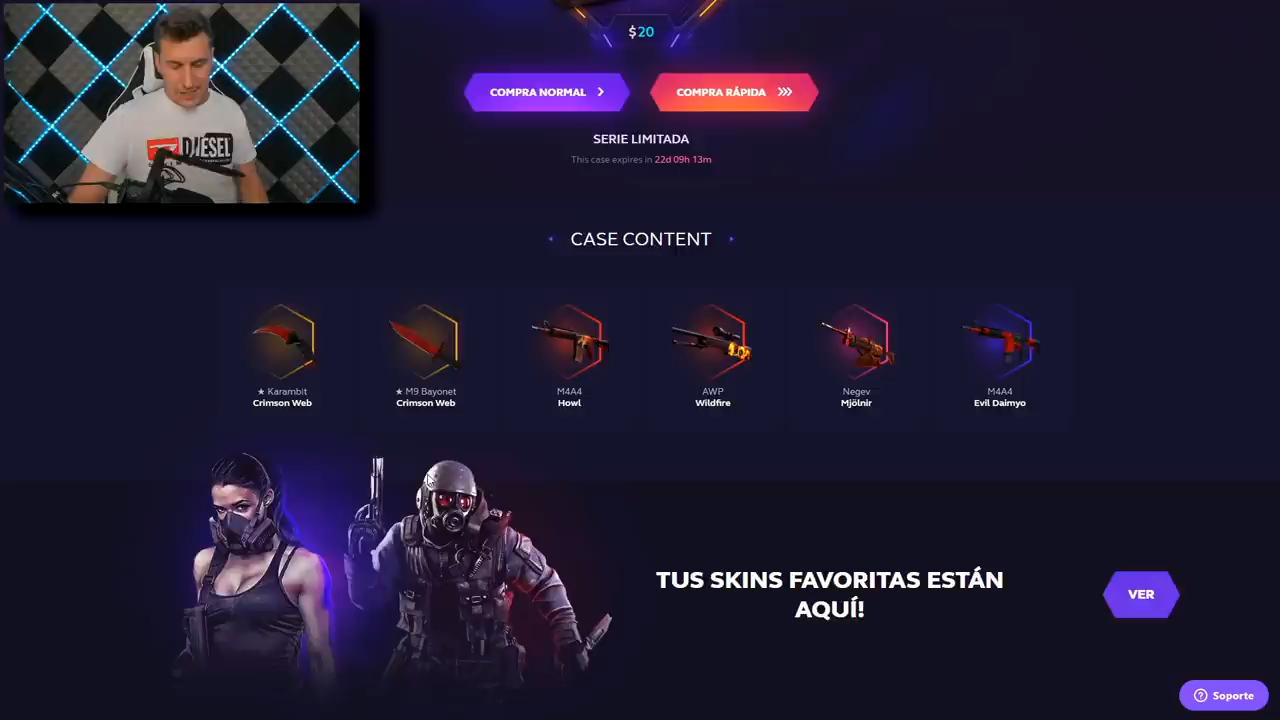 $20
COMPRA NORMAL
COMPRA RÁPIDA
SERIE LIMITADA
This case expires in 22d 09h 13m
DIESEL
CASE CONTENT
★ Karambit
Crimson Web
★ M9 Bayonet
Crimson Web
M4A4
Howl
AWP
Wildfire
Negev
Mjölnir
M4A4
Evil Daimyo
TUS SKINS FAVORITAS ESTÁN
AQUÍ!
VER
Soporte